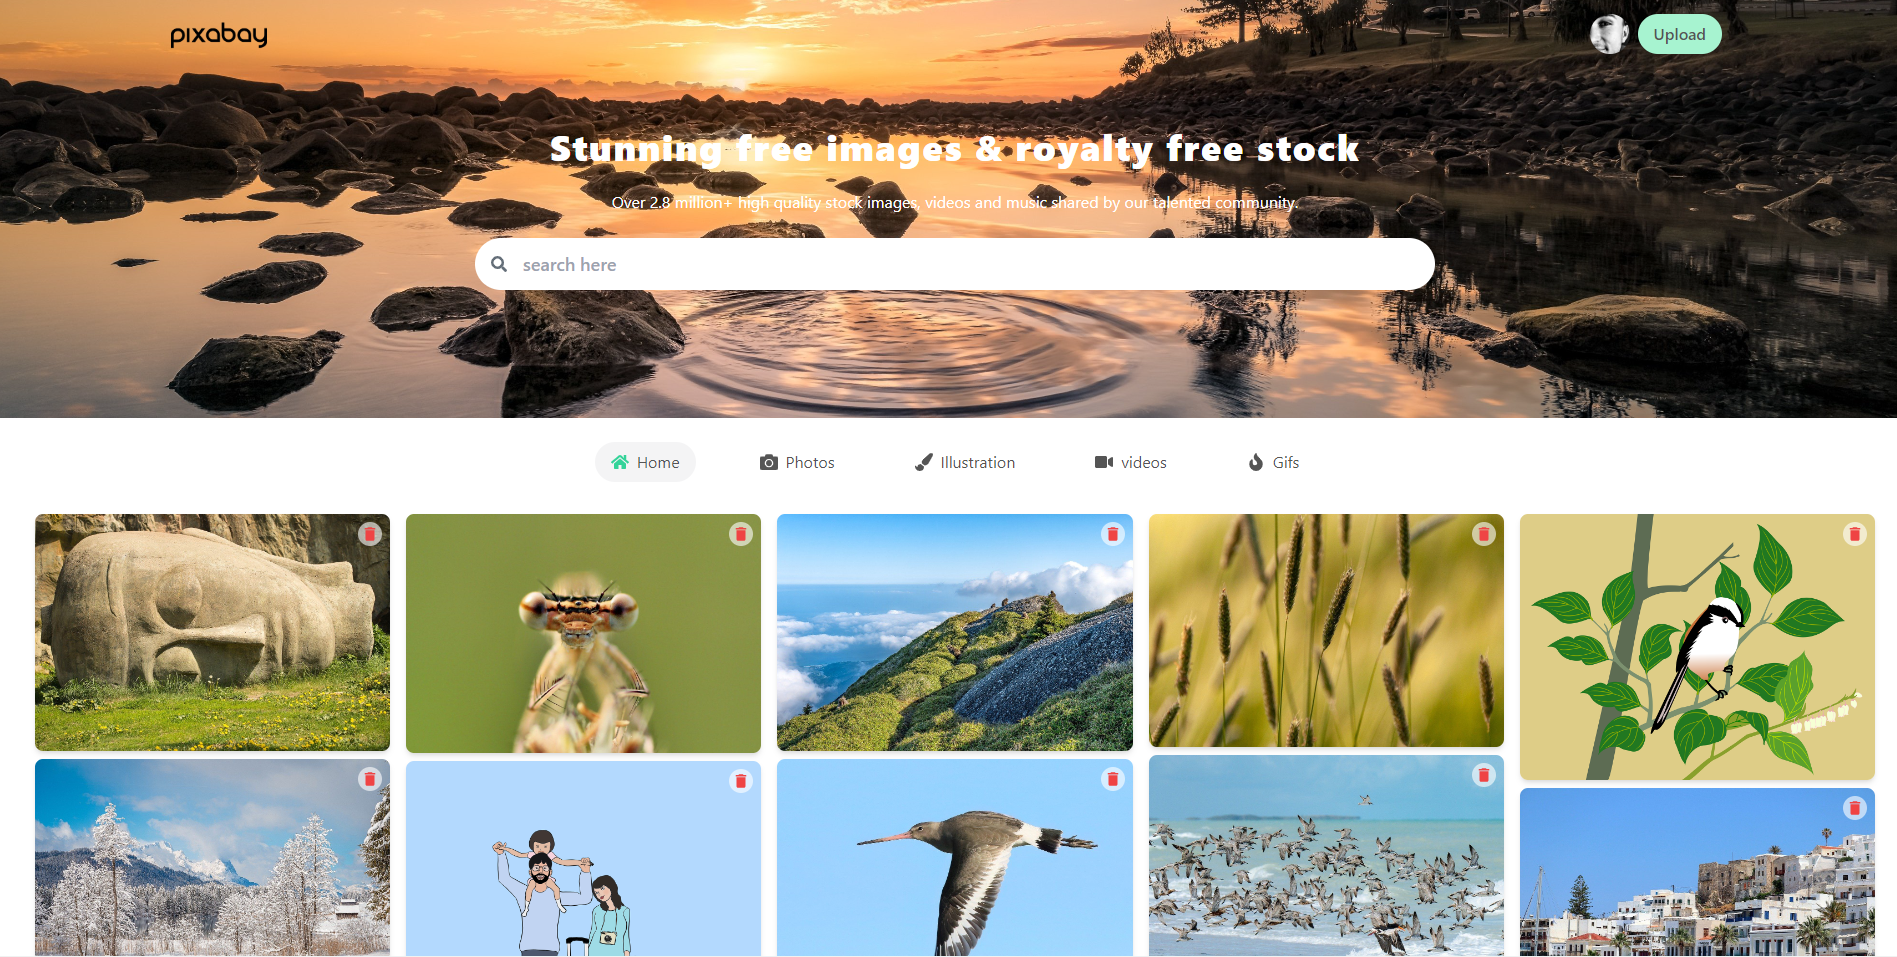 pixabay
Upload
Stunning free images & royalty free stock
Over 2.8 million+ high quality stock images, videos and music shared by our talented community.
search here
Home
Photos
Illustration
videos
Gifs